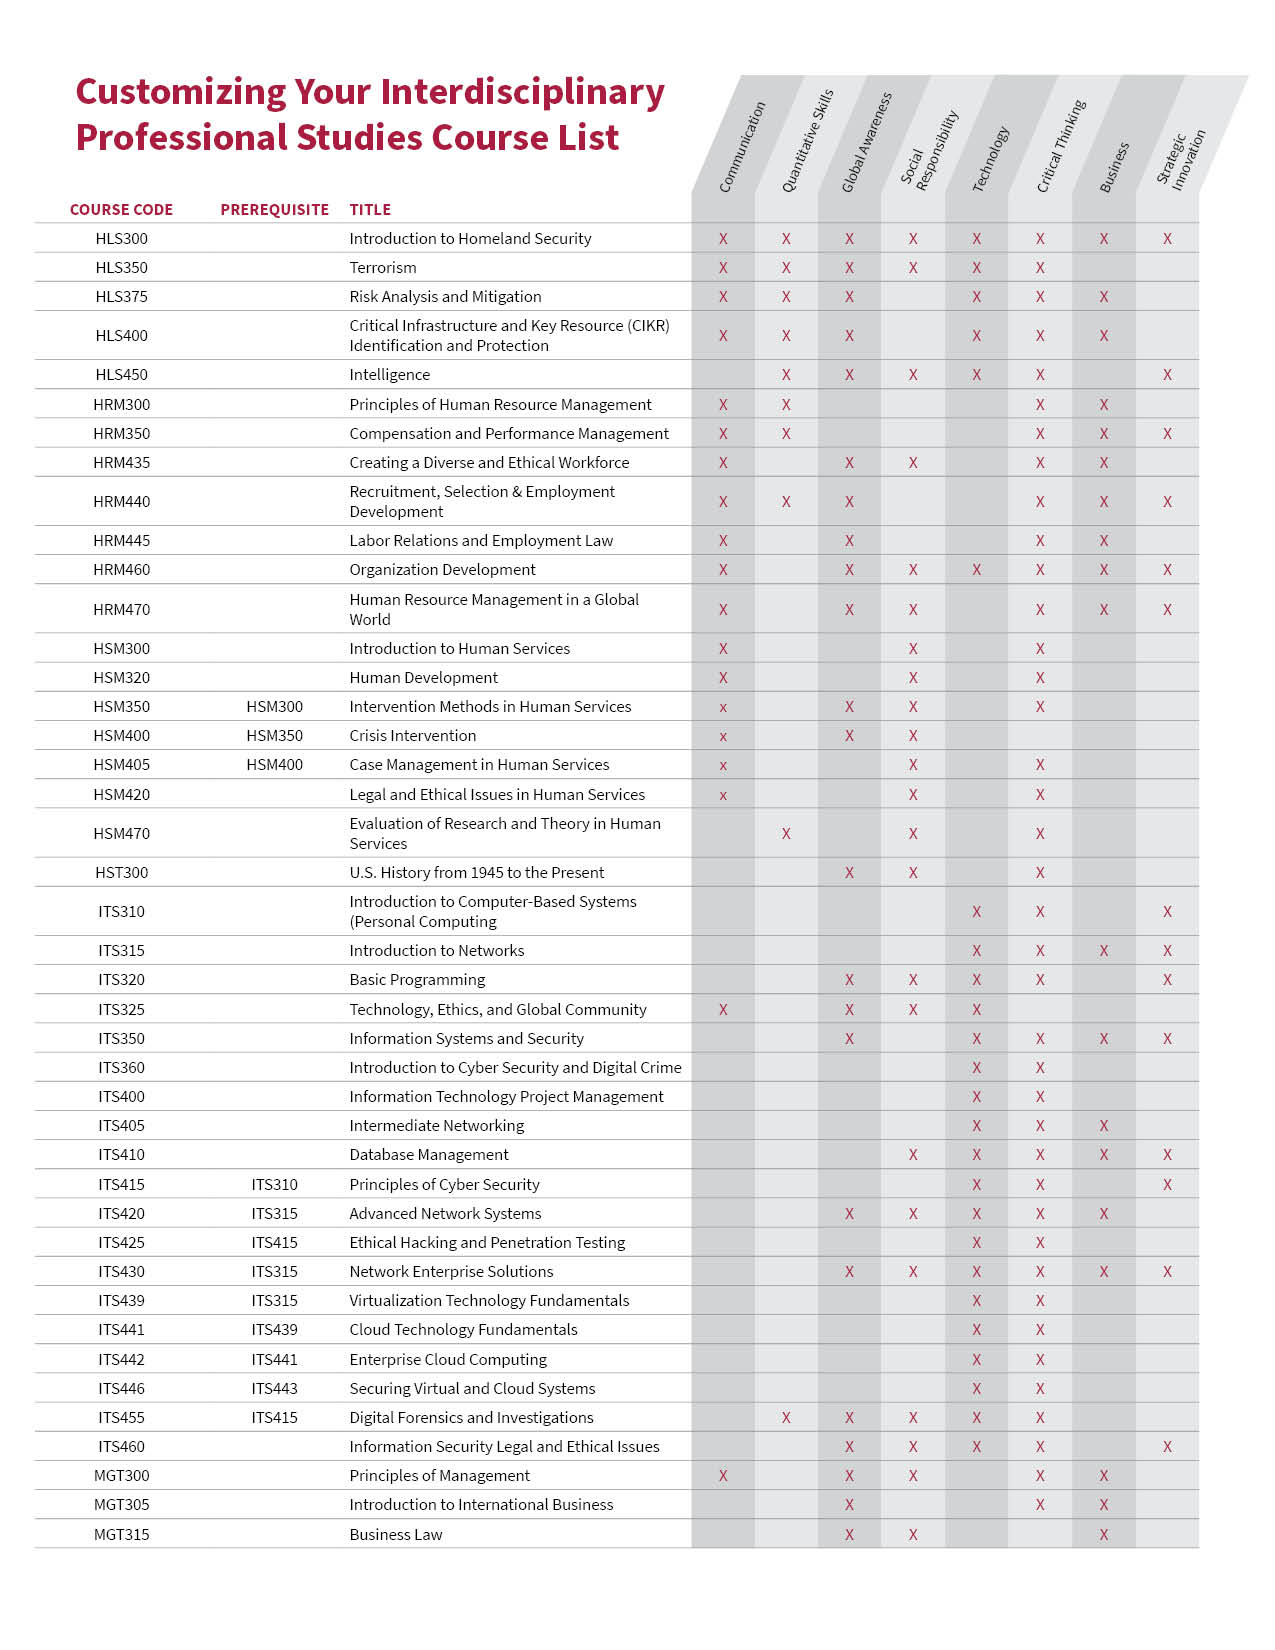 Customizing Your Interdisciplinary
Professional Studies Course List
Communication
Quantitative Skills
Global Awareness
Social
Responsibility
Technology
Critical Thinking
Business
Strategic
Innovation
COURSE CODE PREREQUISITE TITLE
HLS300 Introduction to Homeland Security X X X X X X X X
HLS350 Terrorism X X X X X X
HLS375 Risk Analysis and Mitigation X X X X X X
Critical Infrastructure and Key Resource (CIKR)
HLS400 X X X X X X
Identification and Protection
HLS450 Intelligence X X X X X X
HRM300 Principles of Human Resource Management X X X X
HRM350 Compensation and Performance Management X X X X X
HRM435 Creating a Diverse and Ethical Workforce X X X X X
Recruitment, Selection & Employment
HRM440 X X X X X X
Development
HRM445 Labor Relations and Employment Law X X X X
HRM460 Organization Development X X X X X X X
Human Resource Management in a Global
HRM470 X X X X X X
World
HSM300 Introduction to Human Services X X X
HSM320 Human Development X X X
HSM350 HSM300 Intervention Methods in Human Services x X X X
HSM400 HSM350 Crisis Intervention x X X
HSM405 HSM400 Case Management in Human Services x X X
HSM420 Legal and Ethical Issues in Human Services x X X
Evaluation of Research and Theory in Human
HSM470 X X X
Services
HST300 U.S. History from 1945 to the Present X X X
Introduction to Computer-Based Systems
ITS310 X X X
(Personal Computing
ITS315 Introduction to Networks X X X X
ITS320 Basic Programming X X X X X
ITS325 Technology, Ethics, and Global Community X X X X
ITS350 Information Systems and Security X X X X X
ITS360 Introduction to Cyber Security and Digital Crime X X
ITS400 Information Technology Project Management X X
ITS405 Intermediate Networking X X X
ITS410 Database Management X X X X X
ITS415 ITS310 Principles of Cyber Security X X X
ITS420 ITS315 Advanced Network Systems X X X X X
ITS425 ITS415 Ethical Hacking and Penetration Testing X X
ITS430 ITS315 Network Enterprise Solutions X X X X X X
ITS439 ITS315 Virtualization Technology Fundamentals X X
ITS441 ITS439 Cloud Technology Fundamentals X X
ITS442 ITS441 Enterprise Cloud Computing X X
ITS446 ITS443 Securing Virtual and Cloud Systems X X
ITS455 ITS415 Digital Forensics and Investigations X X X X X
ITS460 Information Security Legal and Ethical Issues X X X X X
MGT300 Principles of Management X X X X X
MGT305 Introduction to International Business X X X
MGT315 Business Law X X X